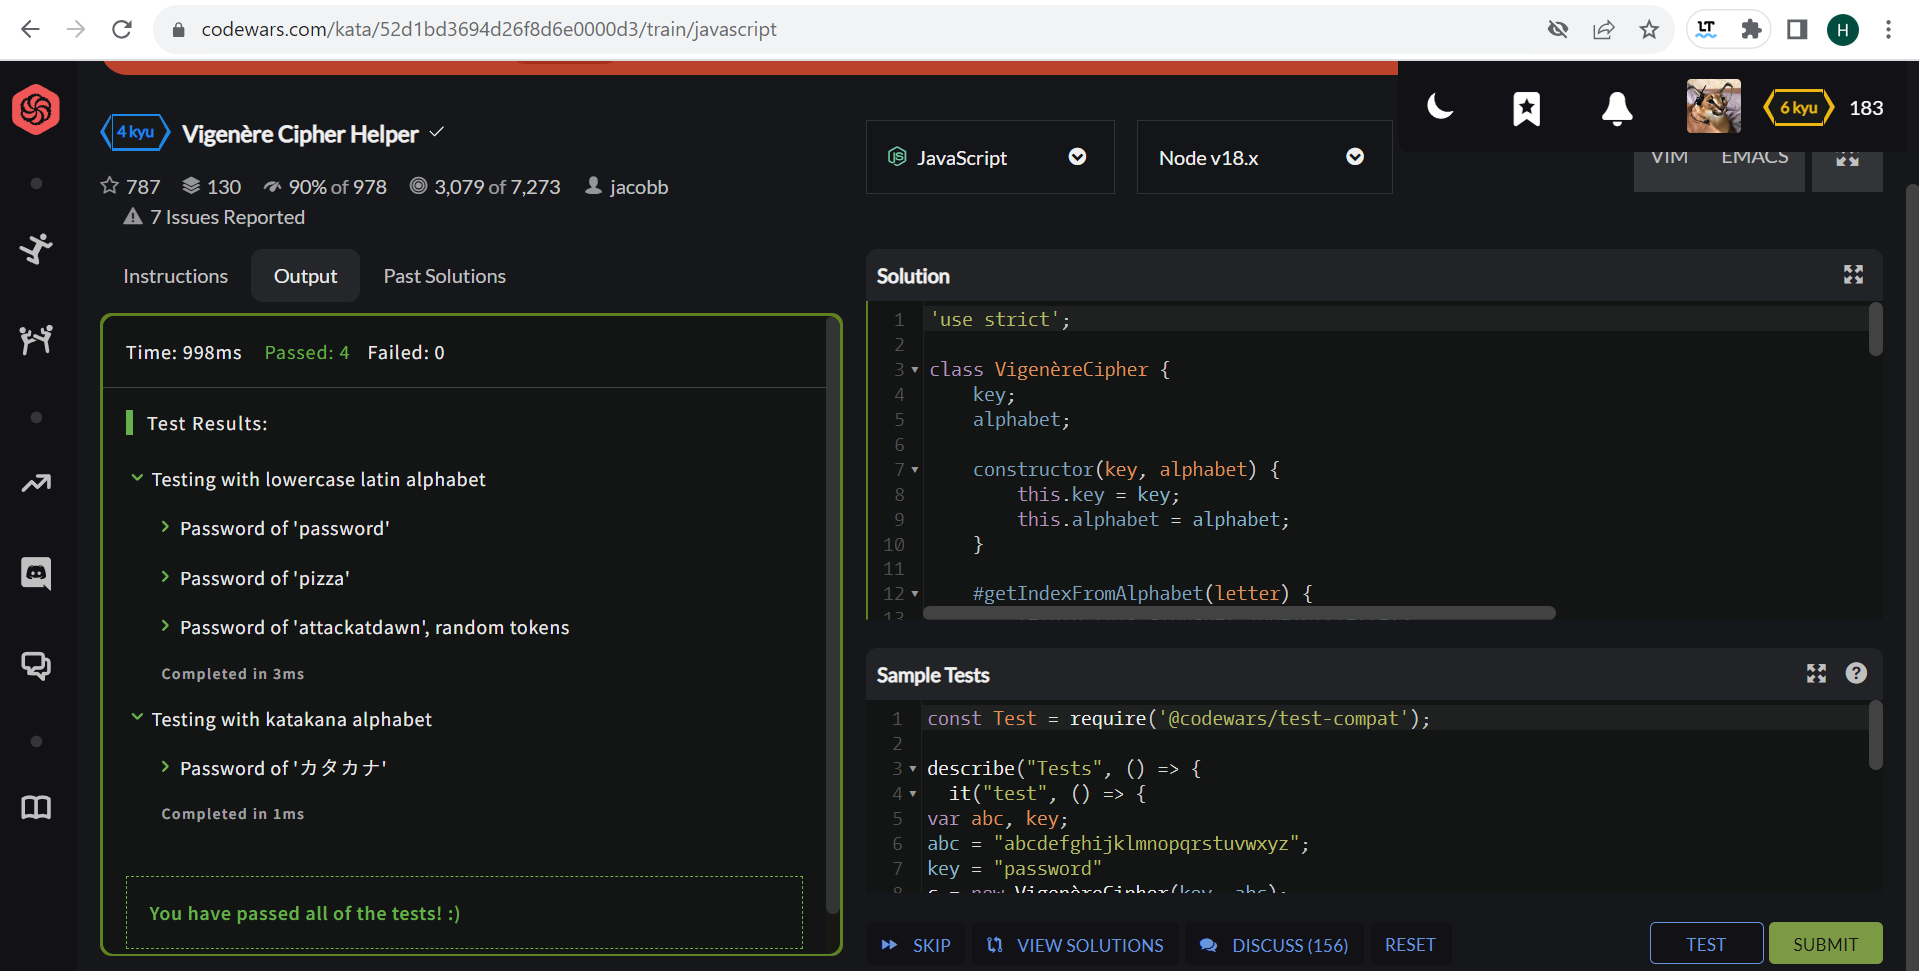 codewars.com/kata/52d1bd3694d26f8d6e0000d3/train/javascript
LT
H
4 kyu Vigenère Cipher Helper
787 130 90% of 978 3,079 of 7,273 jacobb
7 Issues Reported
JavaScript
Node v18.x
6 kyu 183
VIM EMACS
Instructions Output Past Solutions
Time: 998ms Passed: 4 Failed: 0
Test Results:
Testing with lowercase latin alphabet
Password of 'password'
Password of 'pizza'
Password of 'attackatdawn', random tokens
Completed in 3ms
Testing with katakana alphabet
Password of 'カタカナ'
Completed in 1ms
You have passed all of the tests! :)
Solution
1 'use strict';
2
3 class VigenèreCipher {
4 key;
5 alphabet;
6
7 constructor(key, alphabet) {
8 this.key = key;
9 this.alphabet = alphabet;
10 }
11
12 #getIndexFromAlphabet(letter) {
13
Sample Tests
1 const Test = require('@codewars/test-compat');
2
3 describe("Tests", () => {
4 it("test", () => {
5 var abc, key;
6 abc = "abcdefghijklmnopqrstuvwxyz";
7 key = "password"
8 c = new VigenèreCipher(key, abc);
SKIP VIEW SOLUTIONS DISCUSS (156) RESET TEST SUBMIT